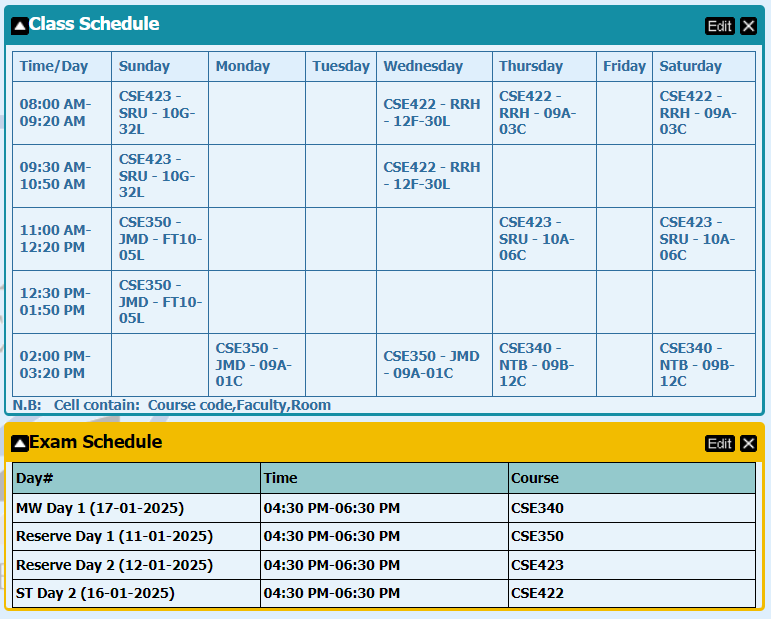 Class Schedule
Edit
Time/Day Sunday Monday Tuesday Wednesday Thursday Friday Saturday
08:00 AM-
09:20 AM
CSE423 -
SRU - 10G-
32L
CSE422 - RRH
- 12F-30L
CSE422 -
RRH - 09A-
03C
CSE422 -
RRH - 09A-
03C
09:30 AM-
10:50 AM
CSE423 -
SRU - 10G-
32L
CSE422 - RRH
- 12F-30L
11:00 AM-
12:20 PM
CSE350 -
JMD - FT10-
05L
CSE423 -
SRU - 10A-
06C
CSE423 -
SRU - 10A-
06C
12:30 PM-
01:50 PM
CSE350 -
JMD - FT10-
05L
02:00 PM-
03:20 PM
CSE350 -
JMD - 09A-
01C
CSE350 - JMD
- 09A-01C
CSE340 -
NTB - 09B-
12C
CSE340 -
NTB - 09B-
12C
N.B: Cell contain: Course code,Faculty,Room
Exam Schedule
Edit
Day# Time Course
MW Day 1 (17-01-2025) 04:30 PM-06:30 PM CSE340
Reserve Day 1 (11-01-2025) 04:30 PM-06:30 PM CSE350
Reserve Day 2 (12-01-2025) 04:30 PM-06:30 PM CSE423
ST Day 2 (16-01-2025) 04:30 PM-06:30 PM CSE422